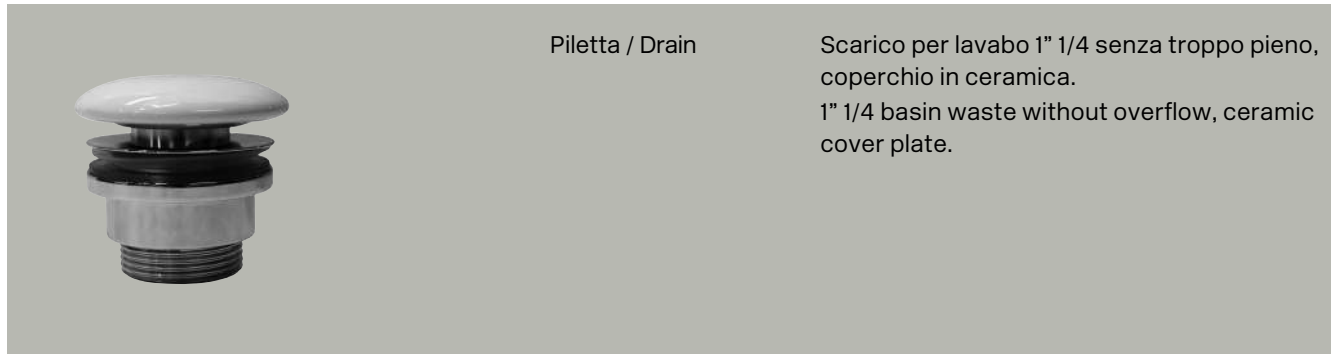 Piletta / Drain
Scarico per lavabo 1” 1/4 senza troppo pieno,
coperchio in ceramica.
1” 1/4 basin waste without overflow, ceramic
cover plate.